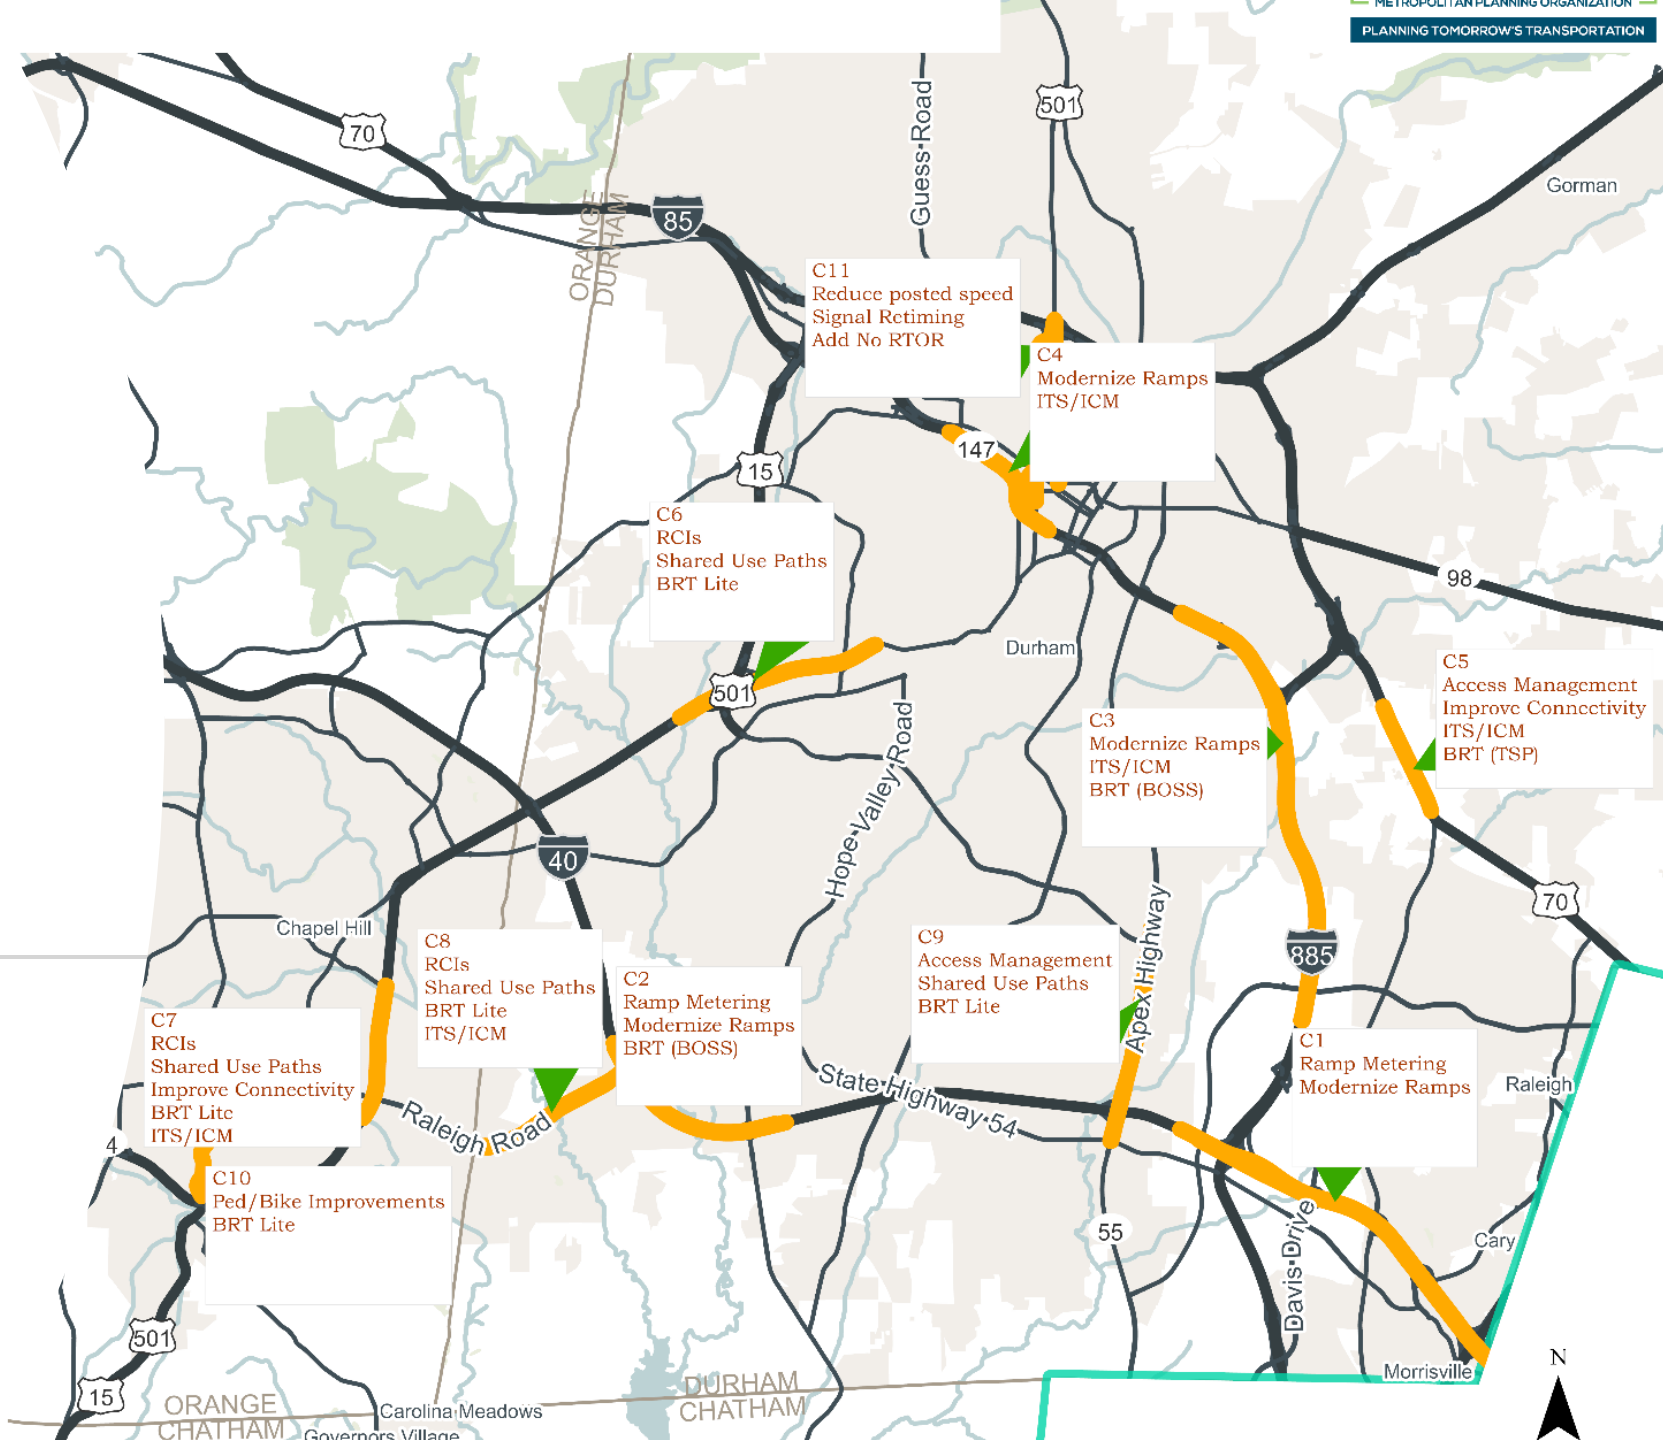 METROPOLITAN PLANNING ORGANIZATION
PLANNING TOMORROW'S TRANSPORTATION
501
Guess Road
70
Gorman
85
ORANGE
DURHAM
C11
Reduce posted speed
Signal Retiming
Add No RTOR
C4
Modernize Ramps
ITS/ICM
147
15
C6
RCIs
Shared Use Paths
BRT Lite
98
Durham
501
C5
Access Management
Improve Connectivity
ITS/ICM
BRT (TSP)
C3
Modernize Ramps
ITS/ICM
BRT (BOSS)
Hope Valley Road
40
70
Chapel Hill
C8
RCIs
Shared Use Paths
BRT Lite
ITS/ICM
C2
Ramp Metering
Modernize Ramps
BRT (BOSS)
C9
Access Management
Shared Use Paths
BRT Lite
Apex Highway
885
C7
RCIs
Shared Use Paths
Improve Connectivity
BRT Lite
ITS/ICM
Raleigh Road
State Highway 54
C1
Ramp Metering
Modernize Ramps
Raleigh
4
C10
Ped/Bike Improvements
BRT Lite
55
Davis Drive
Cary
501
15
Morrisville
N
ORANGE
CHATHAM
DURHAM
CHATHAM
Carolina Meadows
Governors Village